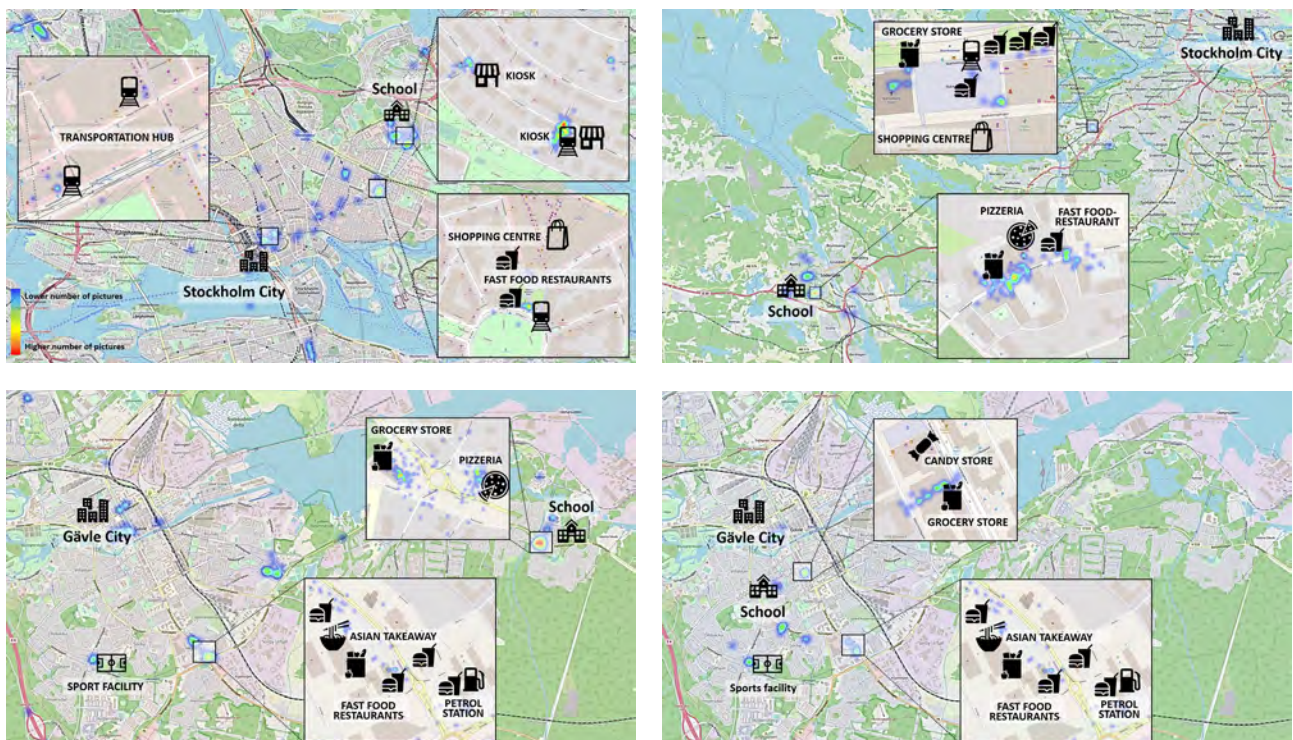 TRANSPORTATION HUB
School
KIOSK
KIOSK
SHOPPING CENTRE
FAST FOOD RESTAURANTS
Stockholm City
Lower number of pictures
Higher number of pictures
GROCERY STORE
SHOPPING CENTRE
Stockholm City
PIZZERIA
FAST FOOD-
RESTAURANT
School
GROCERY STORE
PIZZERIA
School
Gävle City
ASIAN TAKEAWAY
FAST FOOD
RESTAURANTS
PETROL
STATION
SPORT FACILITY
CANDY STORE
GROCERY STORE
Gävle City
School
Sports facility
ASIAN TAKEAWAY
FAST FOOD
RESTAURANTS
PETROL
STATION